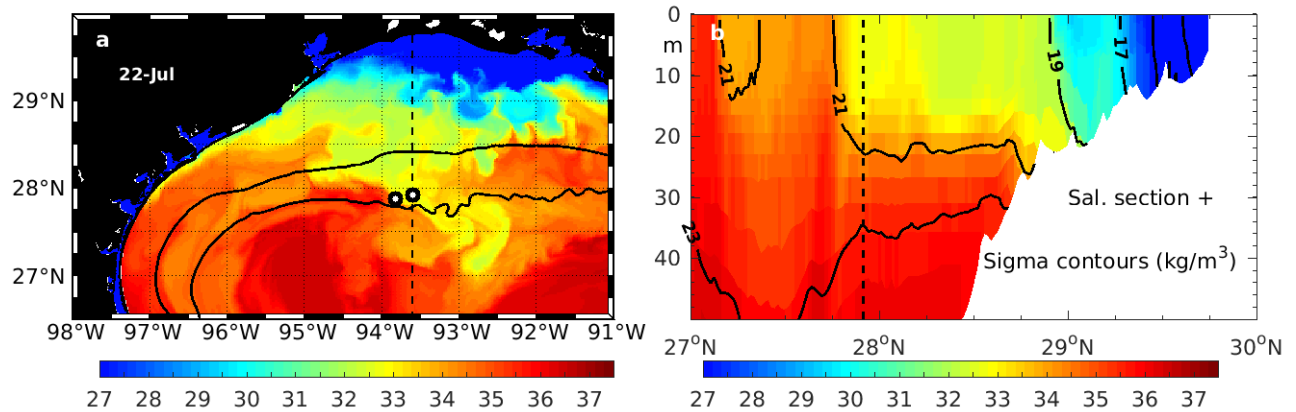 a
22-Jul
29°N
28°N
27°N
98°W 97°W 96°W 95°W 94°W 93°W 92°W 91°W
27 28 29 30 31 32 33 34 35 36 37
b
0
m
10
20
30
40
21
21
19
17
23
Sal. section +
Sigma contours (kg/m³)
27°N 28°N 29°N 30°N
27 28 29 30 31 32 33 34 35 36 37